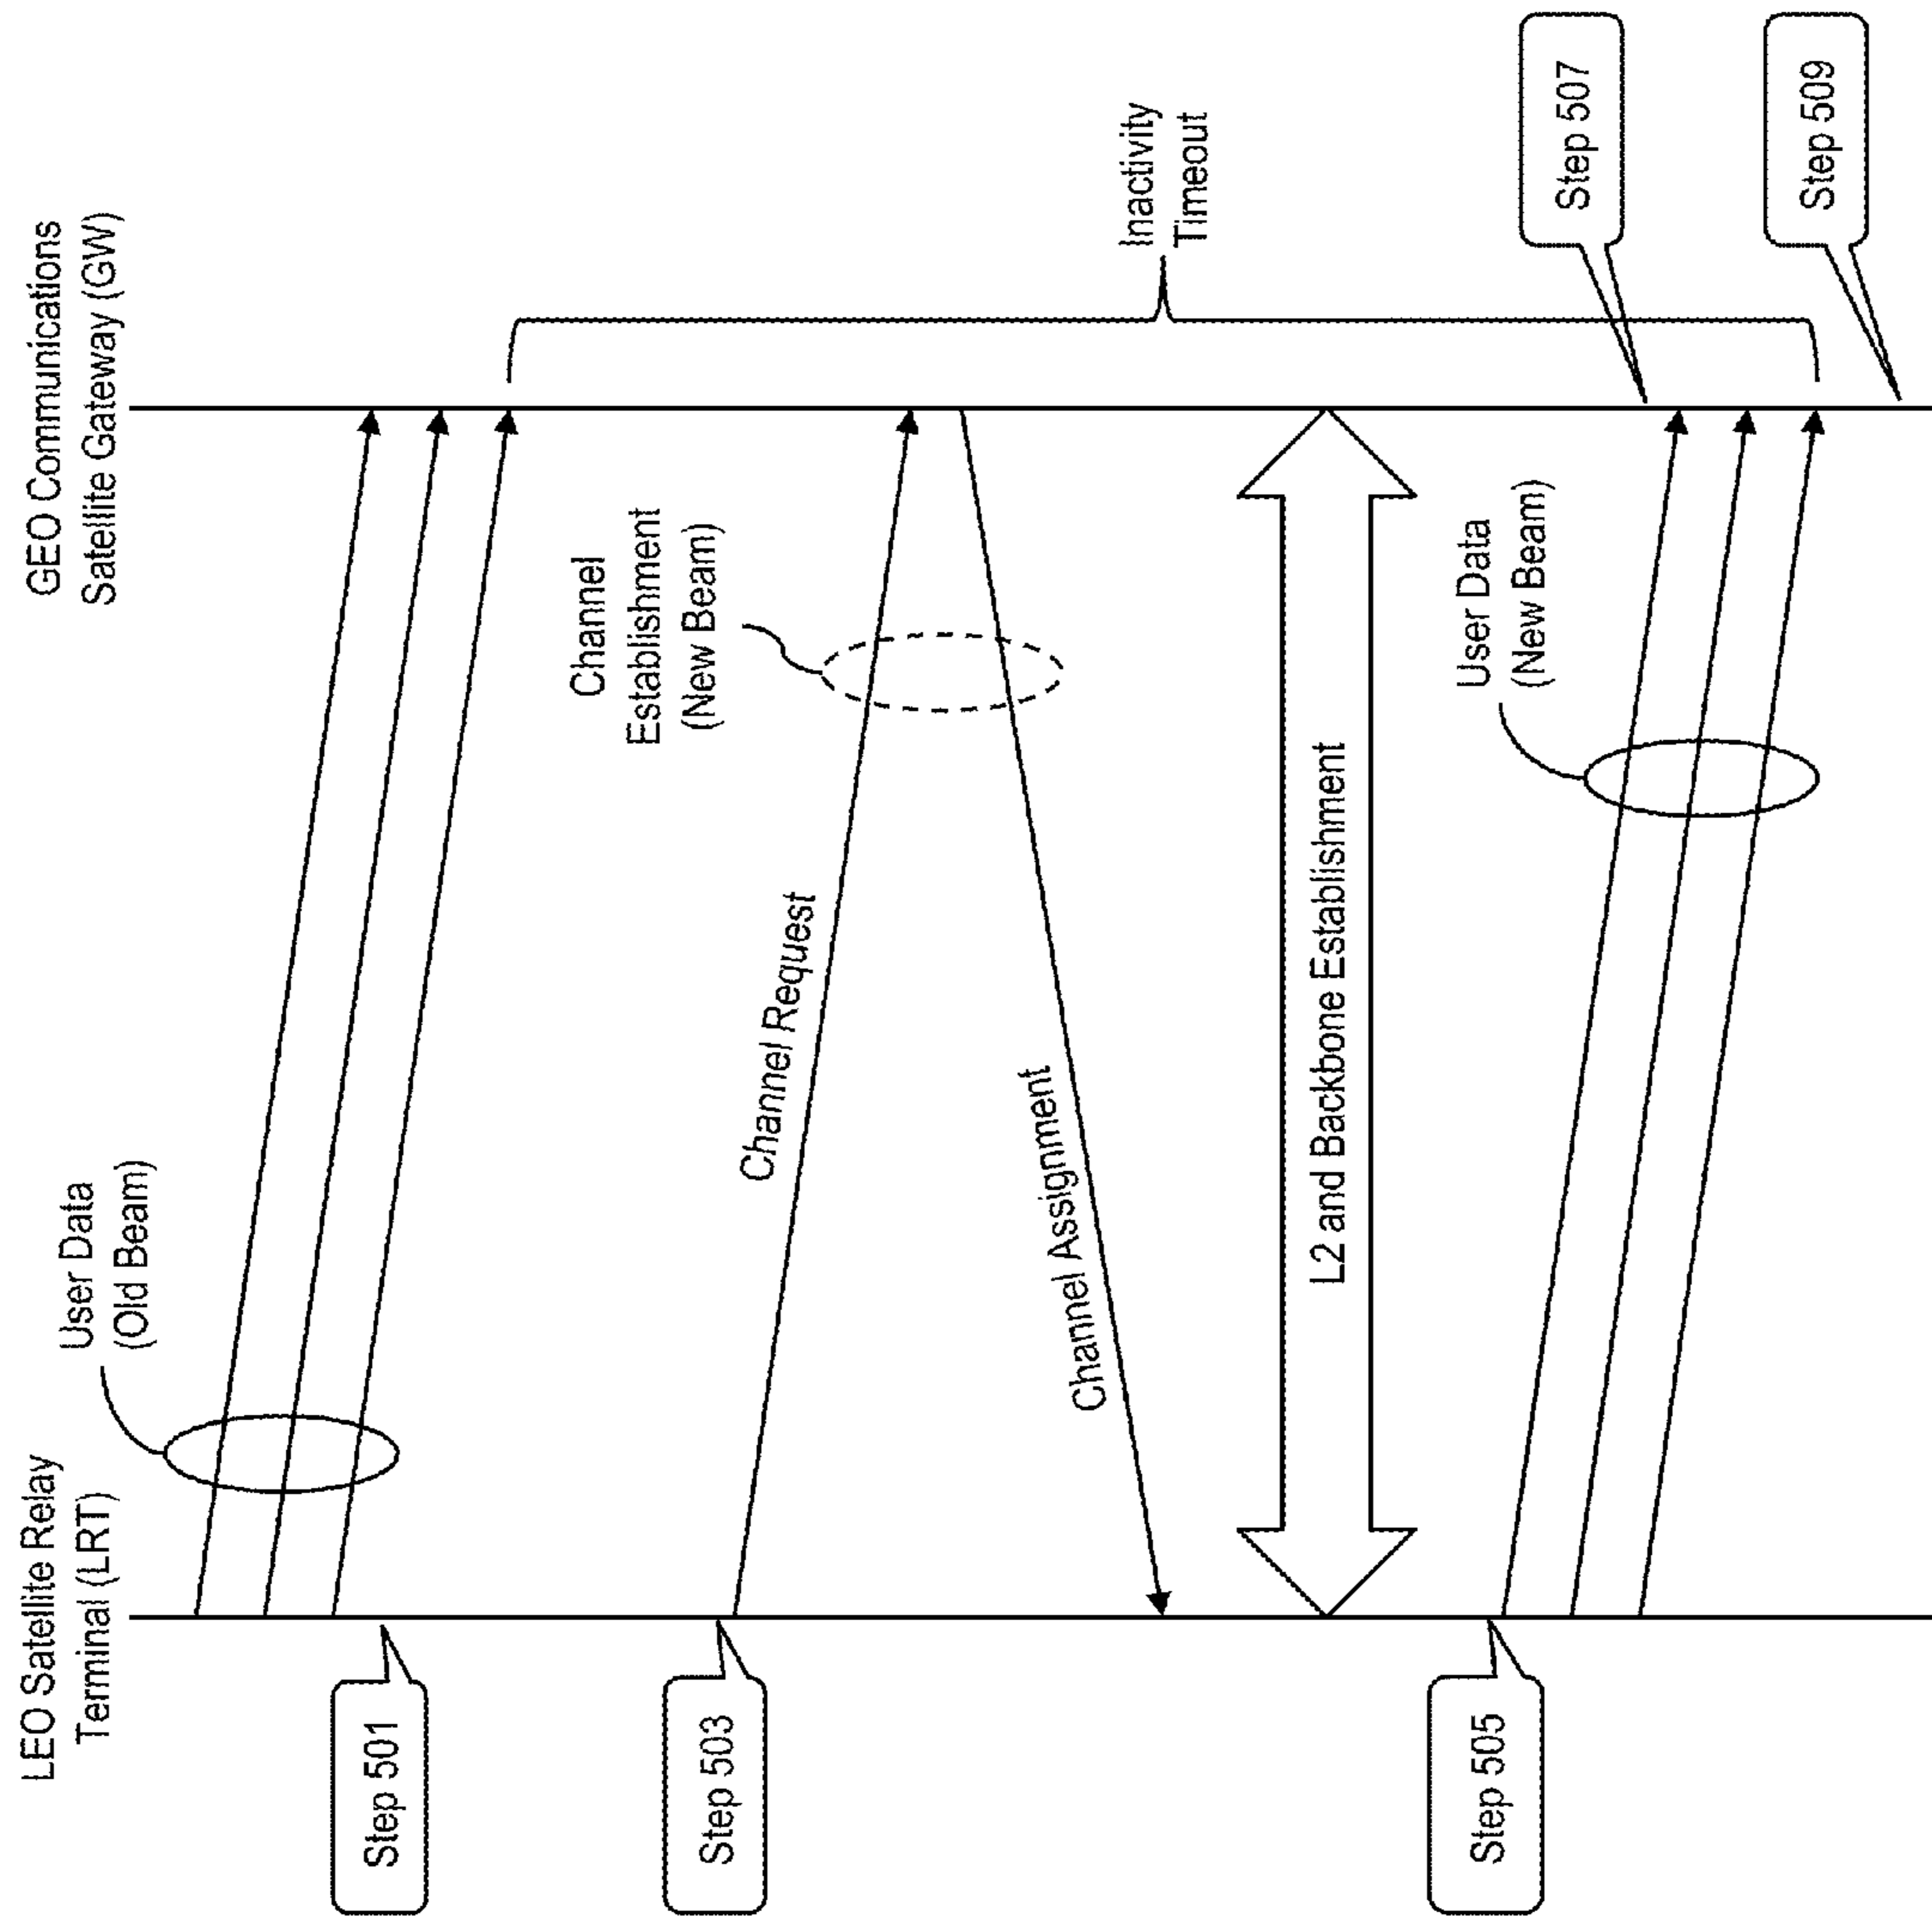 LEO Satellite Relay
Terminal (LRT)
GEO Communications
Satellite Gateway (GW)
User Data
(Old Beam)
Step 501
Channel
Establishment
(New Beam)
Step 503
Channel Request
Channel Assignment
Inactivity
Timeout
L2 and Backbone Establishment
User Data
(New Beam)
Step 505
Step 507
Step 509